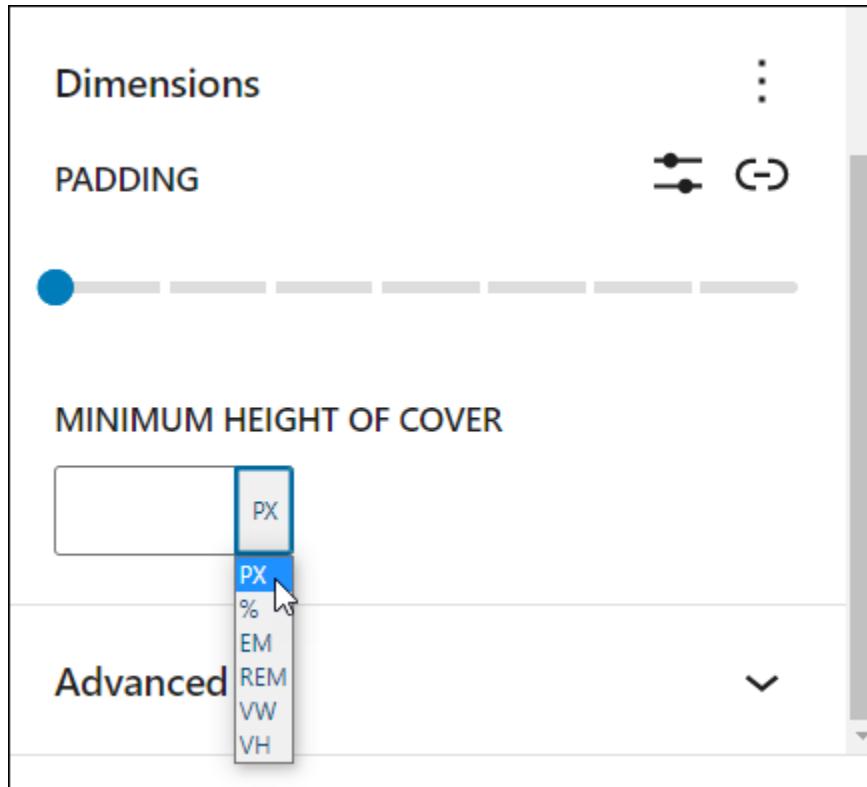 Dimensions
PADDING
MINIMUM HEIGHT OF COVER
PX
PX
%
EM
REM
VW
VH
Advanced